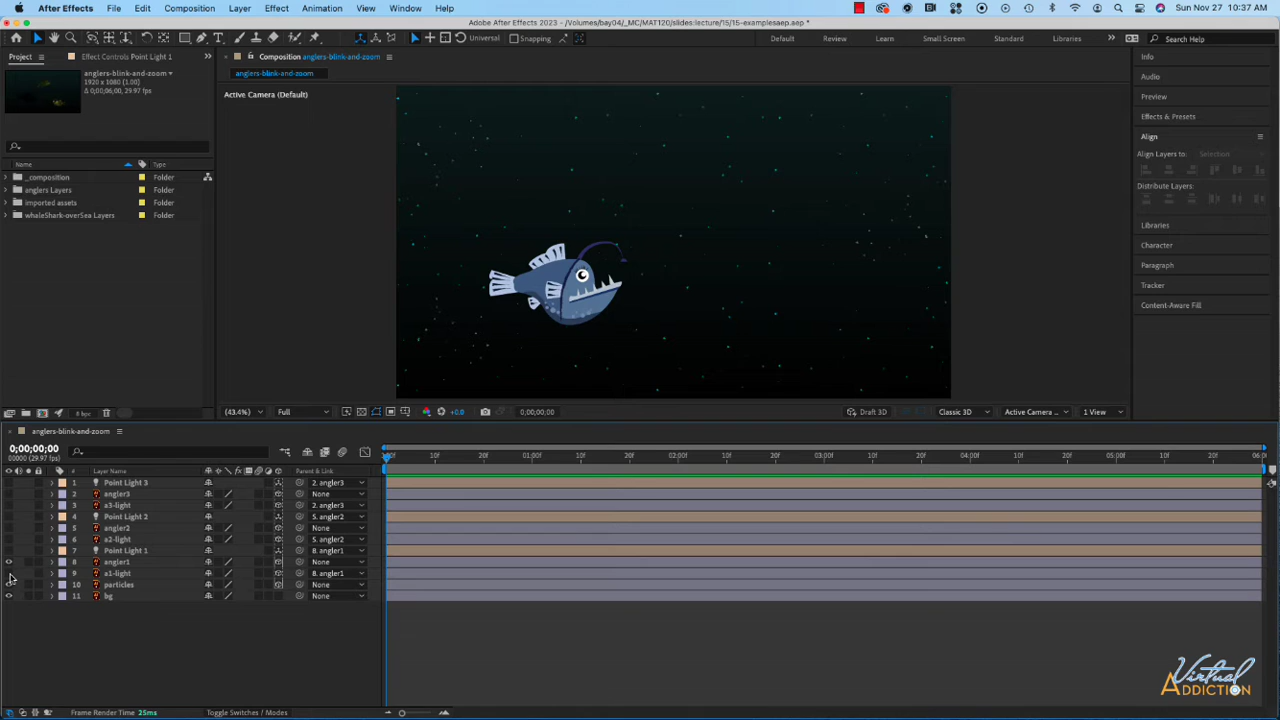 After Effects File Edit Composition Layer Effect Animation View Window Help Sun Nov 27 10:37 AM
Adobe After Effects 2023 - /Volumes/bay04/_MC/MAT120/slides:lecture/15/15-examplesaep.aep *
Universal Snapping Default Review Learn Small Screen Standard Libraries Search Help
Project Effect Controls Point Light 1 Composition anglers-blink-and-zoom Info
anglers-blink-and-zoom
1920 x 1080 (1.00)
Δ 0;00;06;00, 29.97 fps
anglers-blink-and-zoom
Active Camera (Default)
Audio
Preview
Effects & Presets
Align
Align Layers to: Selection
Distribute Layers:
Libraries
Character
Paragraph
Tracker
Content-Aware Fill
Name Type
_composition Folder
anglers Layers Folder
imported assets Folder
whaleShark-overSea Layers Folder
8 bpc (43.4%) Full +0.0 0;00;00;00 Draft 3D Classic 3D Active Camera ... 1 View
anglers-blink-and-zoom
0;00;00;00
00000 (29.97 fps)
:00f 10f 20f 01:00f 10f 20f 02:00f 10f 20f 03:00f 10f 20f 04:00f 10f 20f 05:00f 10f 20f 06:00
# Layer Name Parent & Link
1 Point Light 3 2. angler3
2 angler3 None
3 a3-light 2. angler3
4 Point Light 2 5. angler2
5 angler2 None
6 a2-light 5. angler2
7 Point Light 1 8. angler1
8 angler1 None
9 a1-light 8. angler1
10 particles None
11 bg None
Virtual
ADDICTION
Frame Render Time 25ms Toggle Switches / Modes